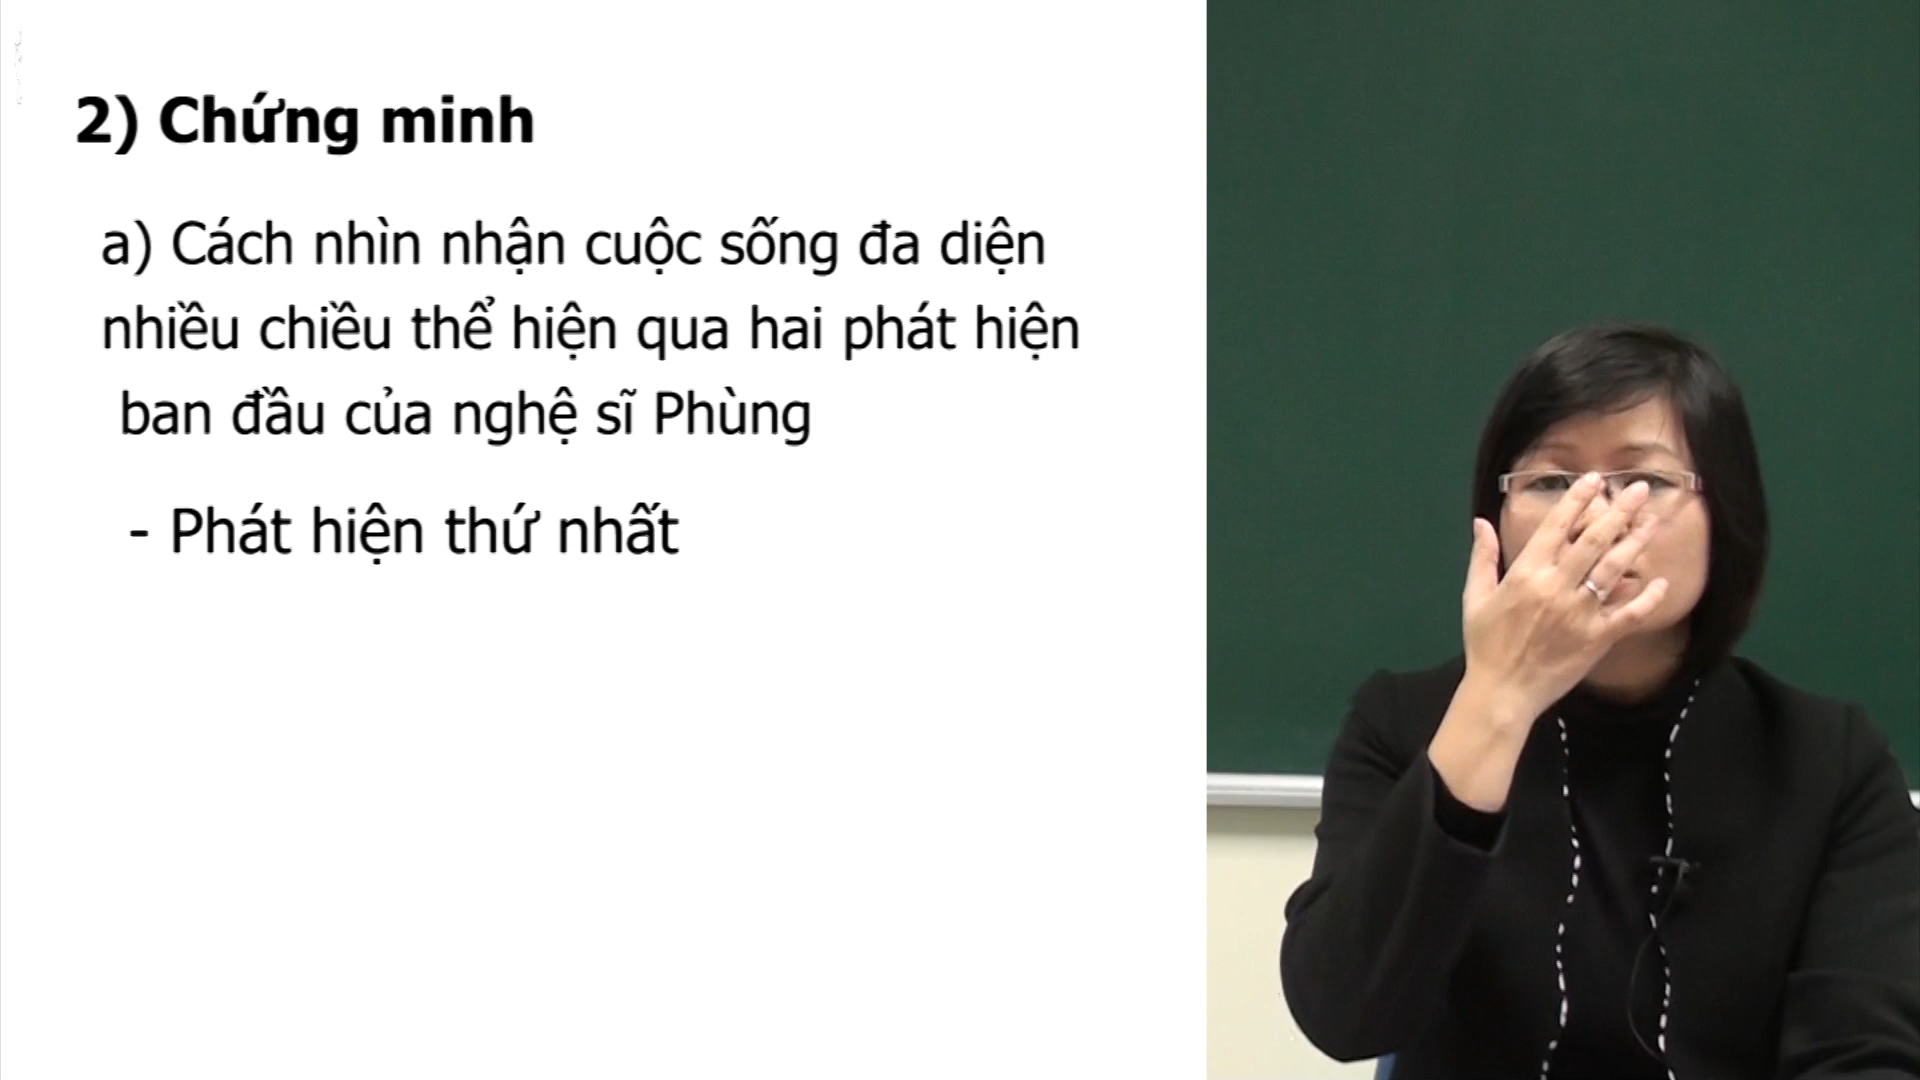 2) Chứng minh
a) Cách nhìn nhận cuộc sống đa diện
nhiều chiều thể hiện qua hai phát hiện
ban đầu của nghệ sĩ Phùng
- Phát hiện thứ nhất